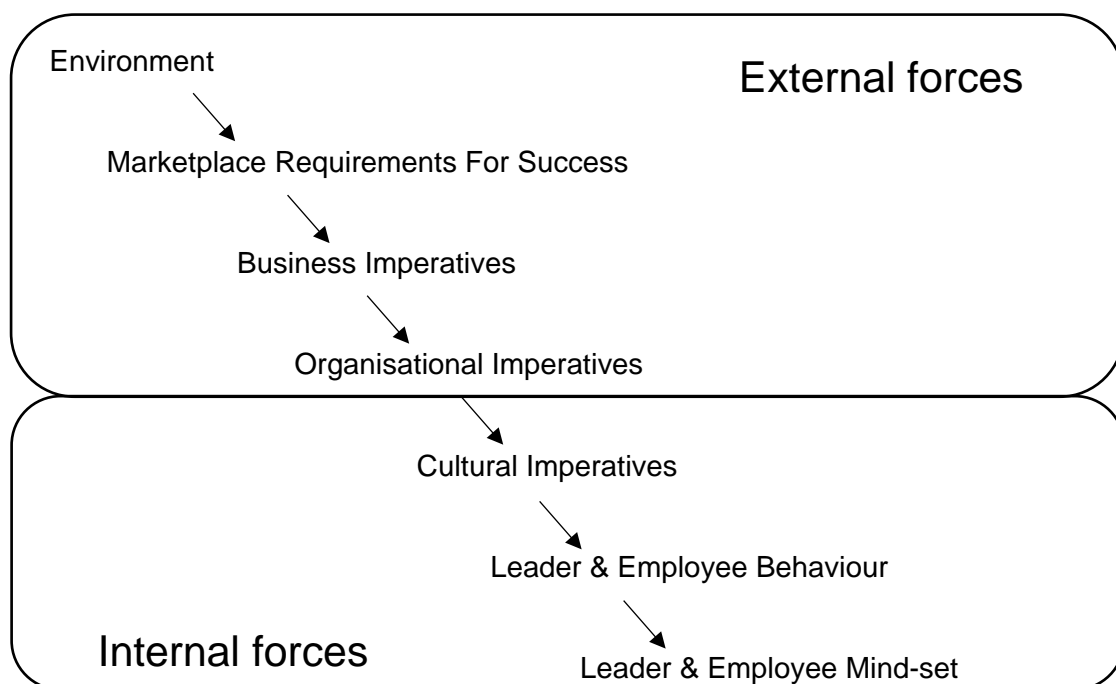 Environment
External forces
Marketplace Requirements For Success
Business Imperatives
Organisational Imperatives
Cultural Imperatives
Leader & Employee Behaviour
Internal forces
Leader & Employee Mind-set